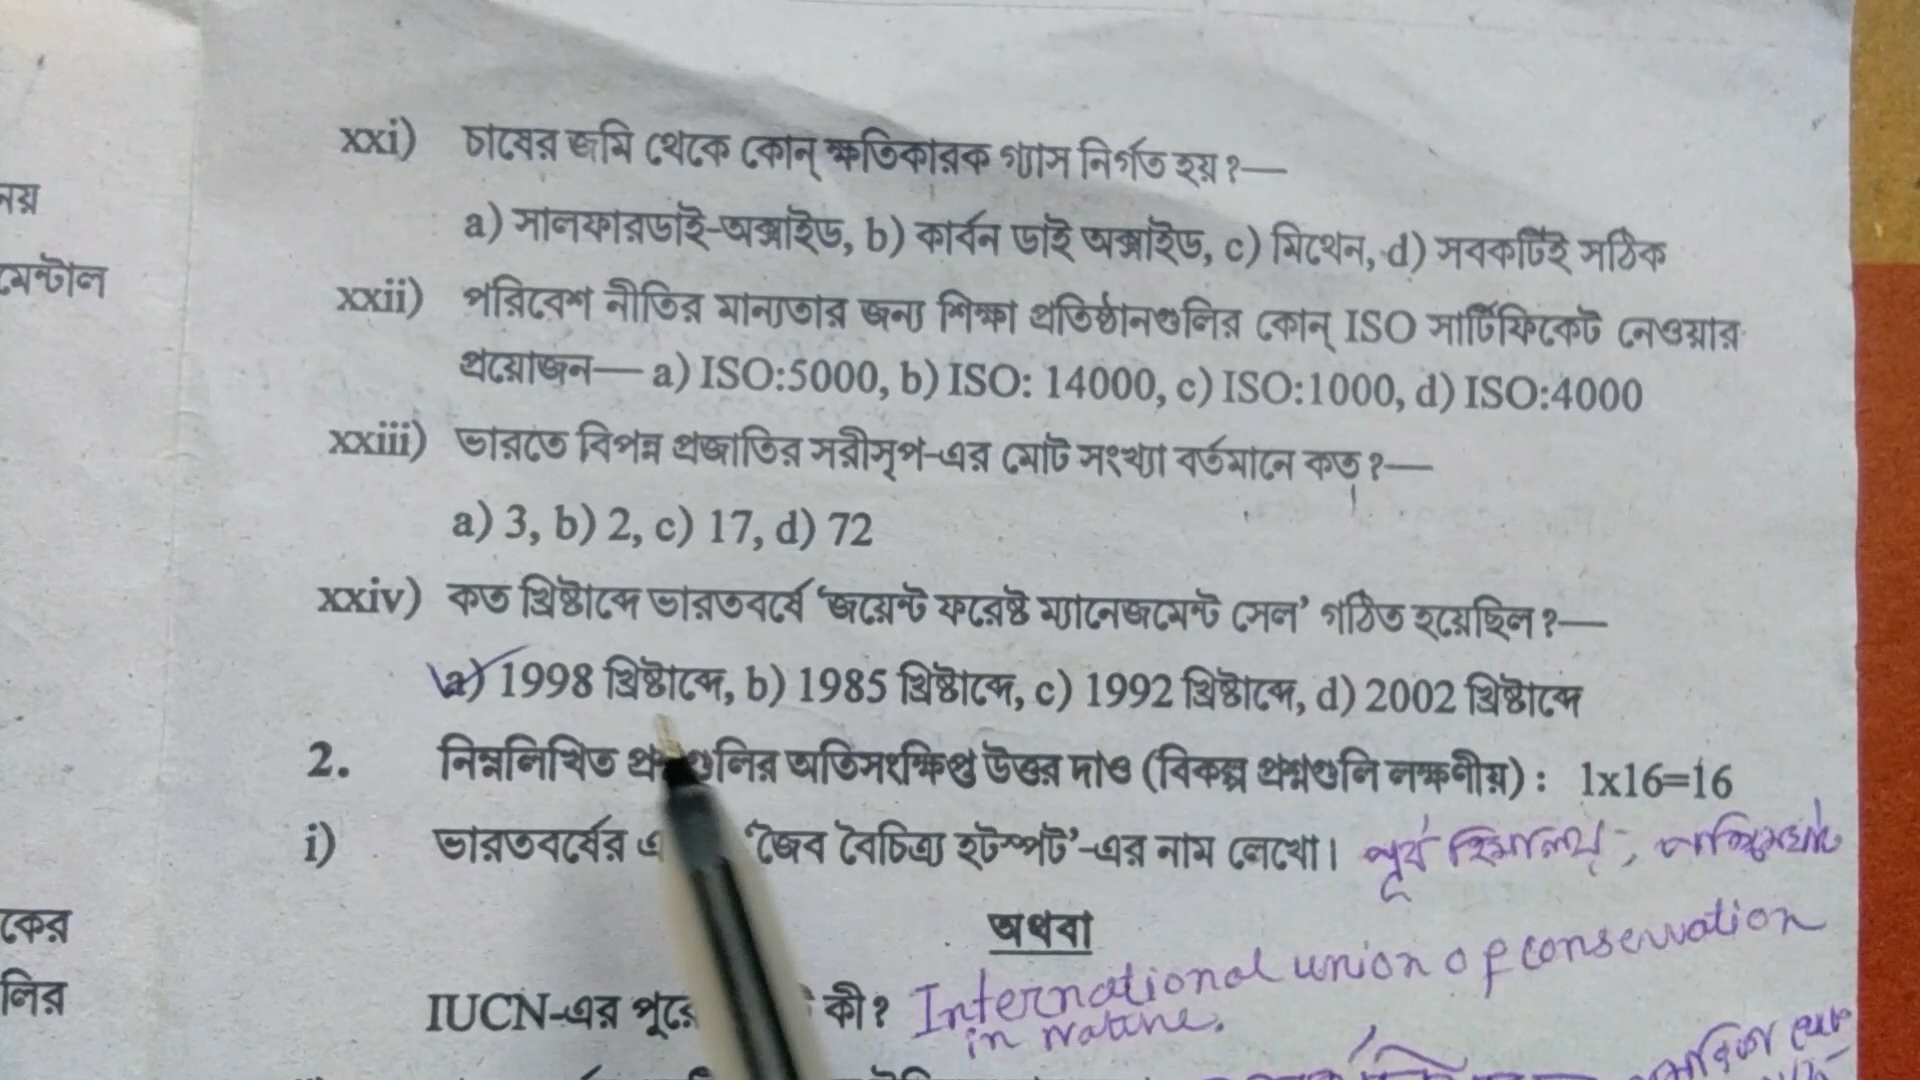 xxi) চাষের জমি থেকে কোন্ ক্ষতিকারক গ্যাস নির্গত হয় ?—
নয়
a) সালফারডাই-অক্সাইড, b) কার্বন ডাই অক্সাইড, c) মিথেন, d) সবকটিই সঠিক
মেন্টাল
xxii) পরিবেশ নীতির মান্যতার জন্য শিক্ষা প্রতিষ্ঠানগুলির কোন্ ISO সার্টিফিকেট নেওয়ার
প্রয়োজন— a) ISO:5000, b) ISO: 14000, c) ISO:1000, d) ISO:4000
xxiii) ভারতে বিপন্ন প্রজাতির সরীসৃপ-এর মোট সংখ্যা বর্তমানে কত ?—
a) 3, b) 2, c) 17, d) 72
xxiv) কত খ্রিষ্টাব্দে ভারতবর্ষে ‘জয়েন্ট ফরেষ্ট ম্যানেজমেন্ট সেল’ গঠিত হয়েছিল ?—
a) 1998 খ্রিষ্টাব্দে, b) 1985 খ্রিষ্টাব্দে, c) 1992 খ্রিষ্টাব্দে, d) 2002 খ্রিষ্টাব্দে
2. নিম্নলিখিত অতিসংক্ষিপ্ত উত্তর দাও (বিকল্প প্রশ্নগুলি লক্ষণীয়) : 1x16=16
i) ভারতবর্ষের ‘জৈব বৈচিত্র্য হটস্পট’-এর নাম লেখো। পূর্ব হিমালয়; পশ্চিমঘাট
কের
অথবা
লির
IUCN-এর কী? International union of conservation
in Nature.